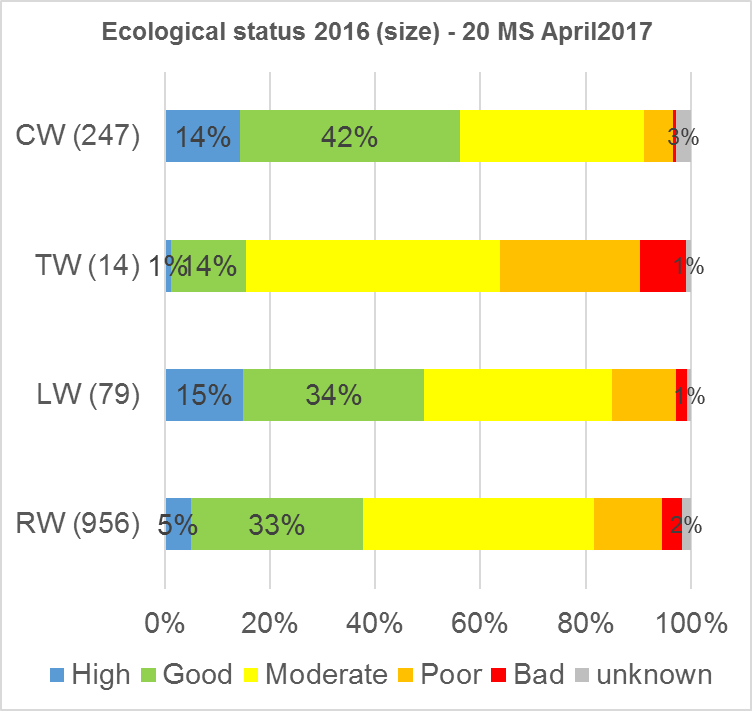 Ecological status 2016 (size) - 20 MS April2017
CW (247) 14% 42% 3%
TW (14) 1% 14% 1%
LW (79) 15% 34% 1%
RW (956) 5% 33% 2%
0% 20% 40% 60% 80% 100%
High Good Moderate Poor Bad unknown